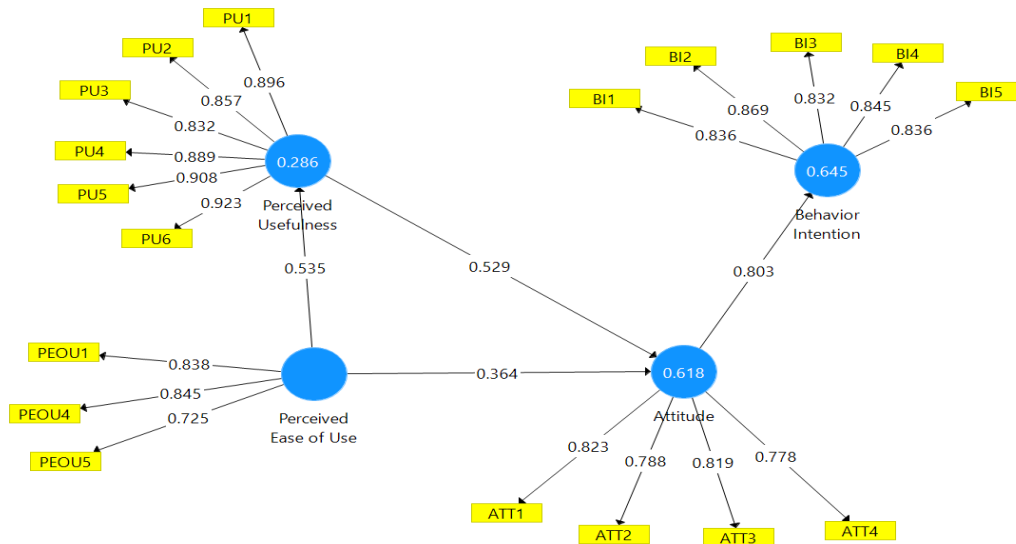 PU1
PU2
BI3
BI4
BI2
PU3
0.896
BI1
BI5
0.857
0.832
0.869
0.832
0.845
0.836
0.836
PU4
0.889
0.286
0.645
PU5
0.908
0.923
Perceived
Usefulness
Behavior
Intention
PU6
0.535
0.529
0.803
PEOU1
0.838
0.364
0.618
PEOU4
0.845
0.725
Perceived
Ease of Use
Attitude
PEOU5
0.823
0.788
0.819
0.778
ATT1
ATT2
ATT3
ATT4